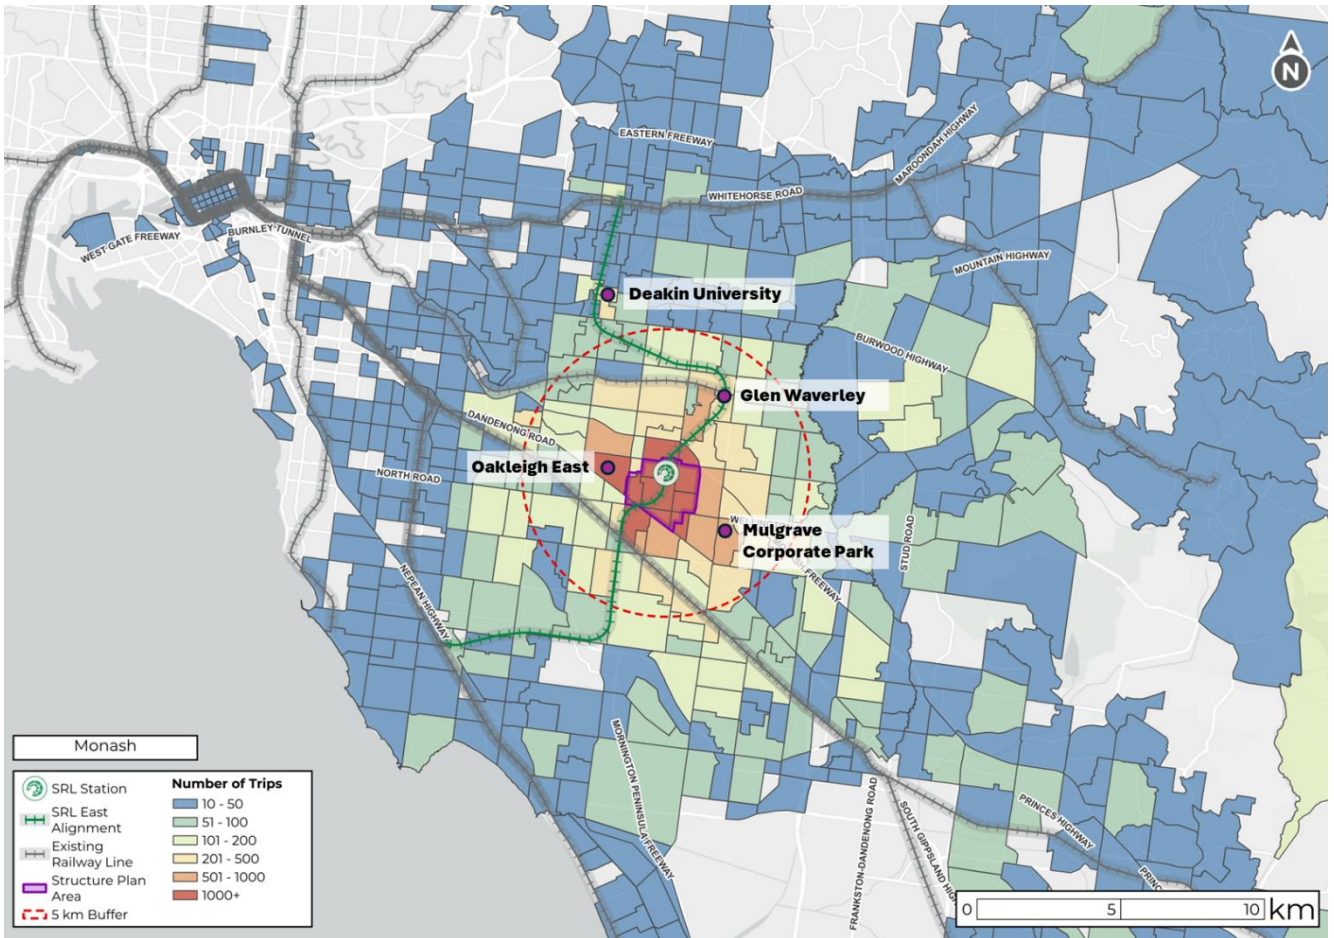 N
EASTERN FREEWAY
MAROONDAH HIGHWAY
WHITEHORSE ROAD
WEST GATE FREEWAY
BURNLEY TUNNEL
MOUNTAIN HIGHWAY
Deakin University
BURWOOD HIGHWAY
Glen Waverley
DANDENONG ROAD
Oakleigh East
NORTH ROAD
Mulgrave
Corporate Park
FREEWAY
STUD ROAD
NEPEAN HIGHWAY
MORNINGTON PENINSULA FREEWAY
FRANKSTON-DANDENONG ROAD
SOUTH GIPPSLAND
PRINCES HIGHWAY
Monash
SRL Station
SRL East
Alignment
Existing
Railway Line
Structure Plan
Area
5 km Buffer
Number of Trips
10 - 50
51 - 100
101 - 200
201 - 500
501 - 1000
1000+
0 5 10 km